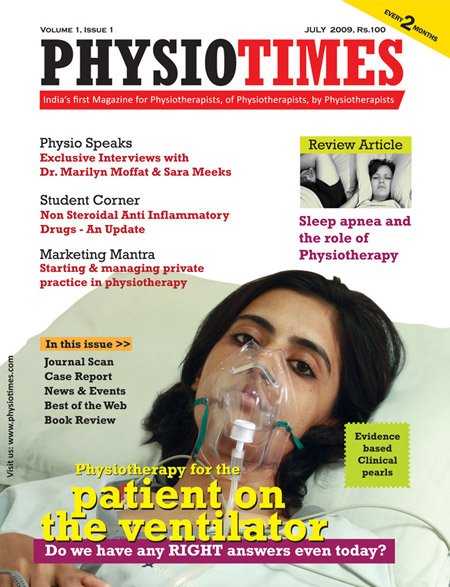 VOLUME 1, ISSUE 1
JULY 2009, RS.100
EVERY 2 MONTHS
PHYSIOTIMES
India's first Magazine for Physiotherapists, of Physiotherapists, by Physiotherapists
Physio Speaks
Exclusive Interviews with
Dr. Marilyn Moffat & Sara Meeks
Student Corner
Non Steroidal Anti Inflammatory
Drugs - An Update
Marketing Mantra
Starting & managing private
practice in physiotherapy
Review Article
Sleep apnea and
the role of
Physiotherapy
In this issue >>
Journal Scan
Case Report
News & Events
Best of the Web
Book Review
Visit us: www.physiotimes.com
Evidence
based
Clinical
pearls
Physiotherapy for the
patient on
the ventilator
Do we have any RIGHT answers even today?